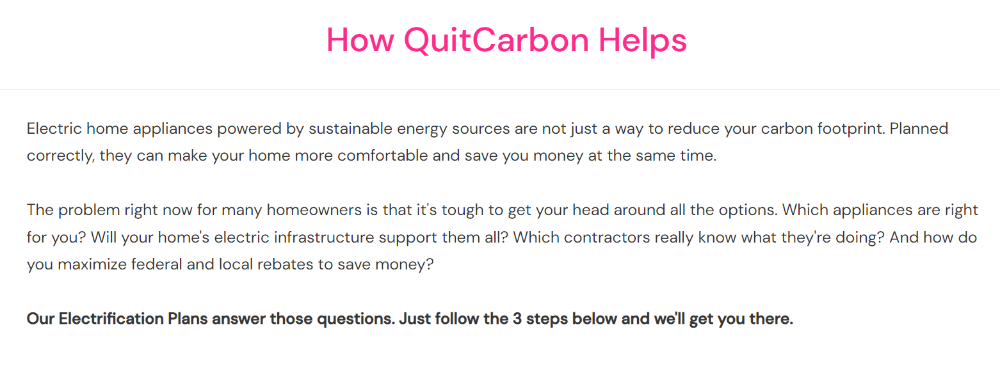 How QuitCarbon Helps
Electric home appliances powered by sustainable energy sources are not just a way to reduce your carbon footprint. Planned
correctly, they can make your home more comfortable and save you money at the same time.
The problem right now for many homeowners is that it's tough to get your head around all the options. Which appliances are right
for you? Will your home's electric infrastructure support them all? Which contractors really know what they're doing? And how do
you maximize federal and local rebates to save money?
Our Electrification Plans answer those questions. Just follow the 3 steps below and we'll get you there.